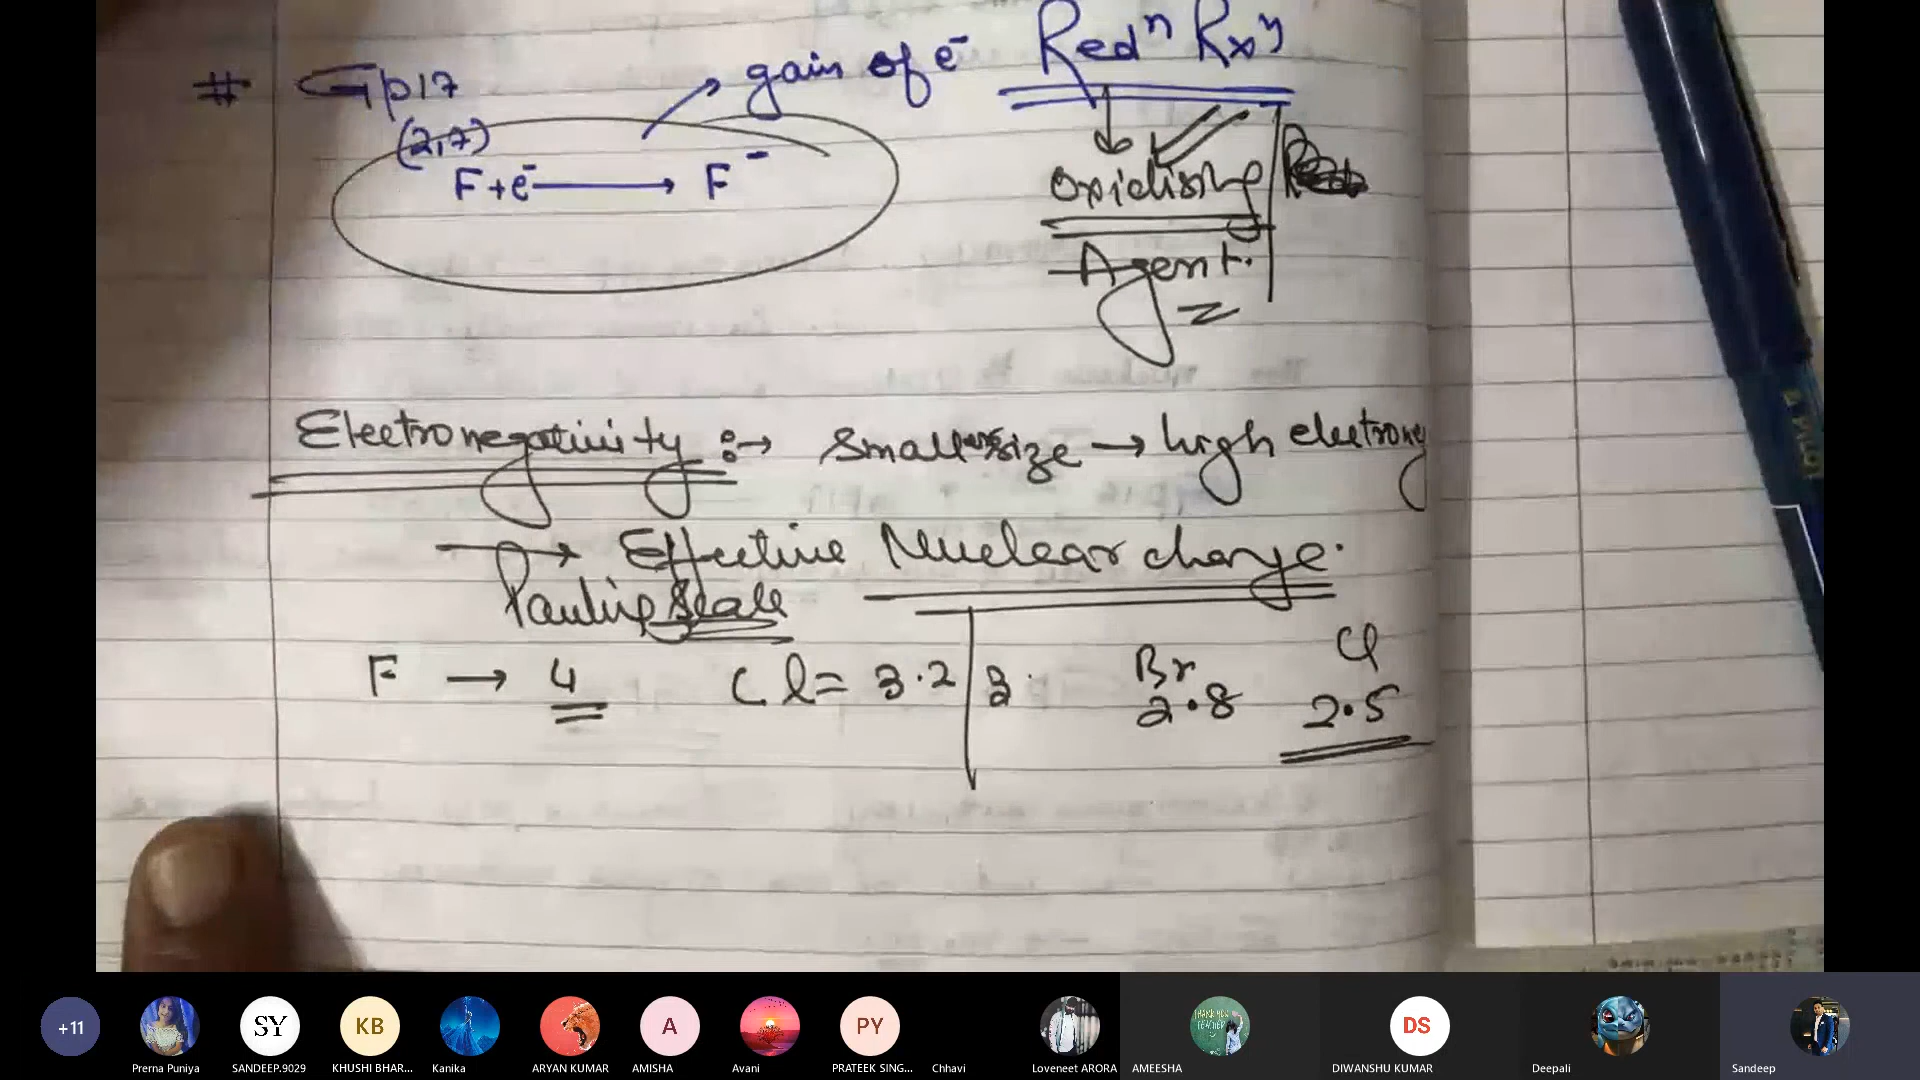 # Gp17 gain of e⁻ Redⁿ Rxⁿ
(2,7)
F + e⁻ → F⁻
Oxidising
Agent.
Electronegativity :→ Smaller size → high electroneg
→ Effective Nuclear charge.
Pauling Scale
F → 4 Cl = 3.2 3. Br
2.8 2.5
+11
SY KB A PY DS
Prerna Puniya SANDEEP.9029 KHUSHI BHAR... Kanika ARYAN KUMAR AMISHA Avani PRATEEK SING... Chhavi Loveneet ARORA AMEESHA DIWANSHU KUMAR Deepali Sandeep